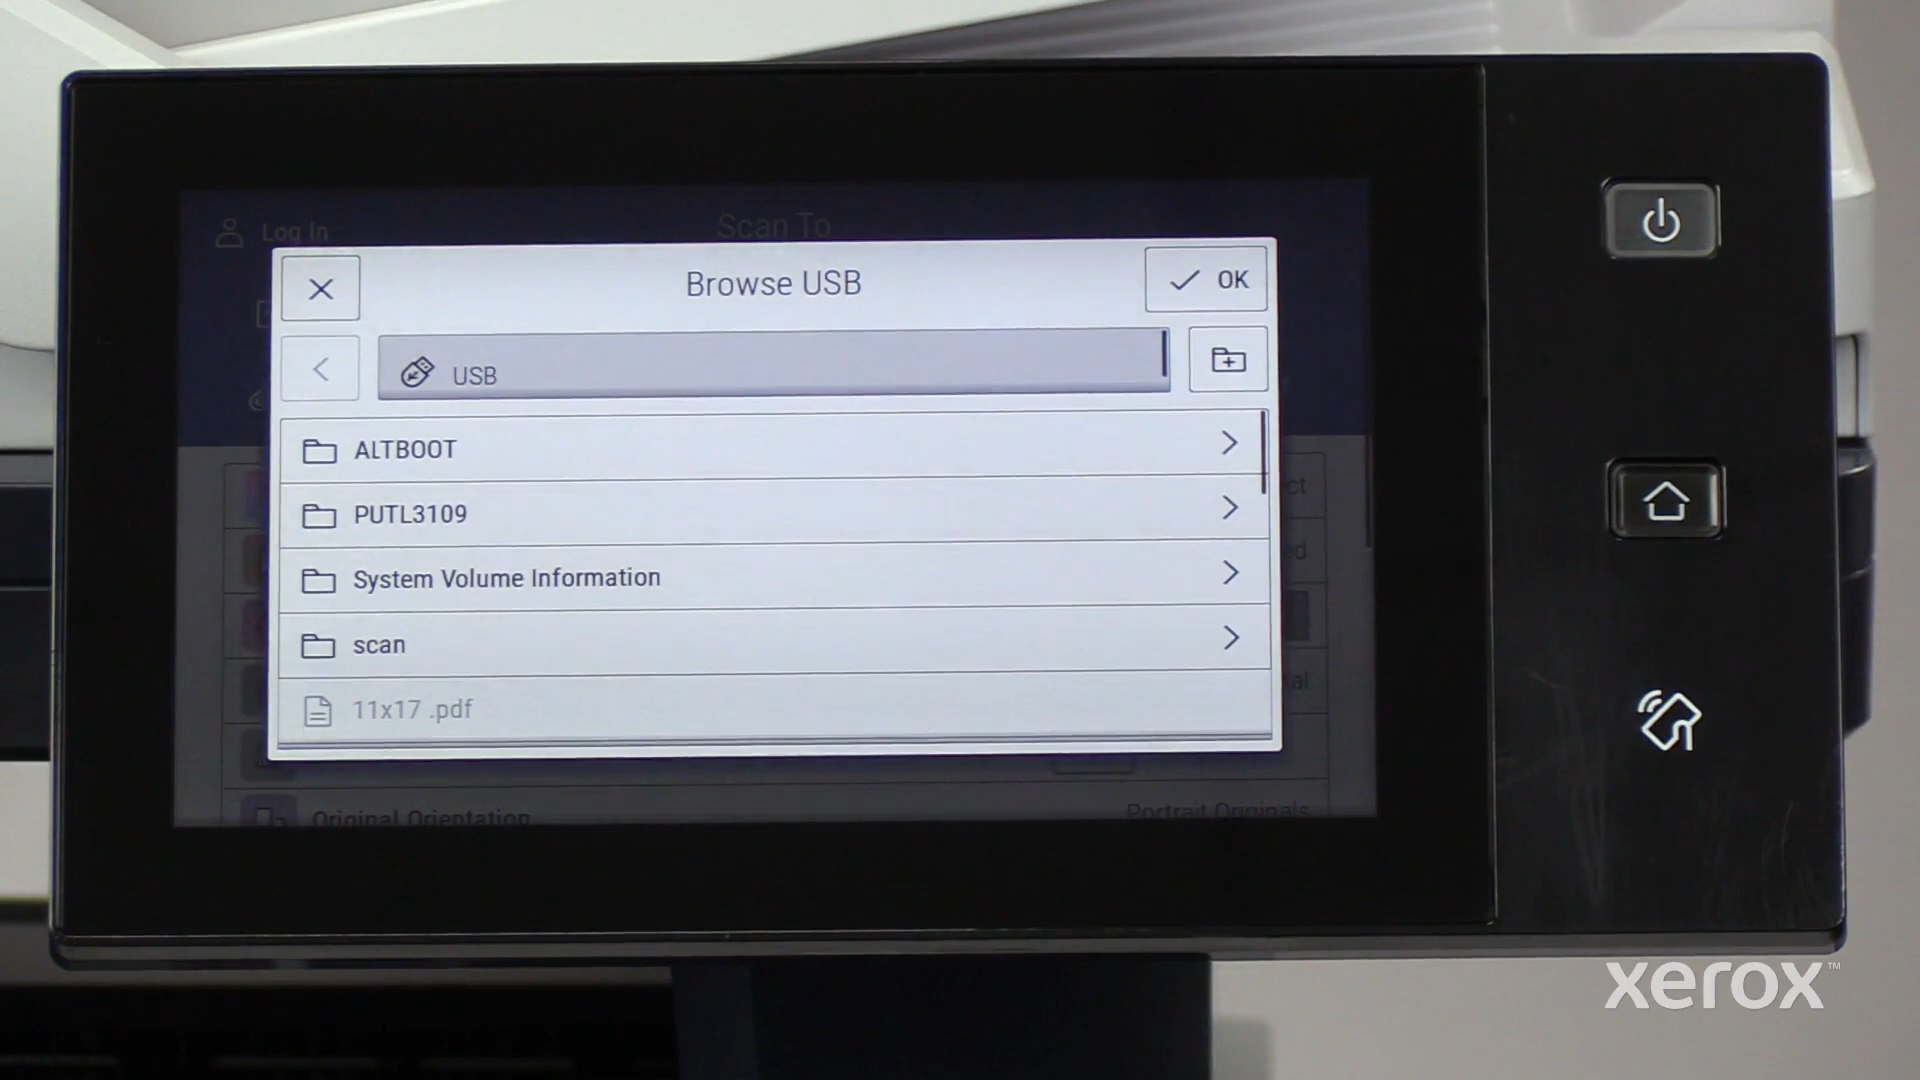 Log In
Scan To
Browse USB
OK
USB
ALTBOOT
PUTL3109
System Volume Information
scan
11x17 .pdf
Original Orientation
Portrait Originals
xerox™